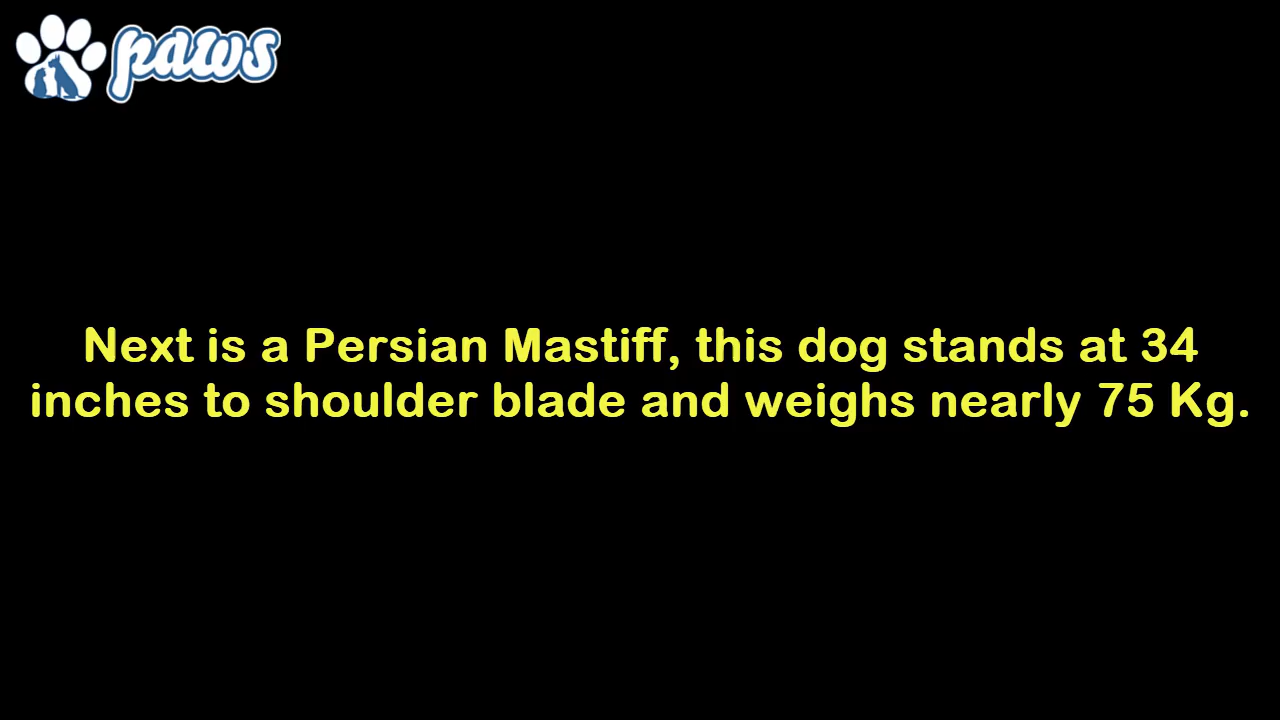 paws
Next is a Persian Mastiff, this dog stands at 34
inches to shoulder blade and weighs nearly 75 Kg.